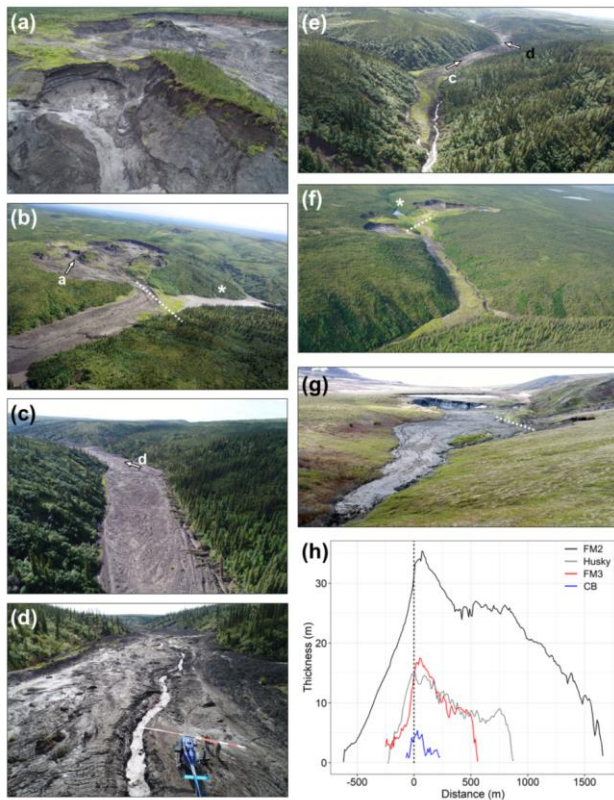 (a)
(b)
a
*
(c)
d
(d)
(e)
c
d
(f)
*
(g)
(h)
FM2
Husky
FM3
CB
Thickness (m)
30
20
10
0
-500
0
500
1000
1500
Distance (m)